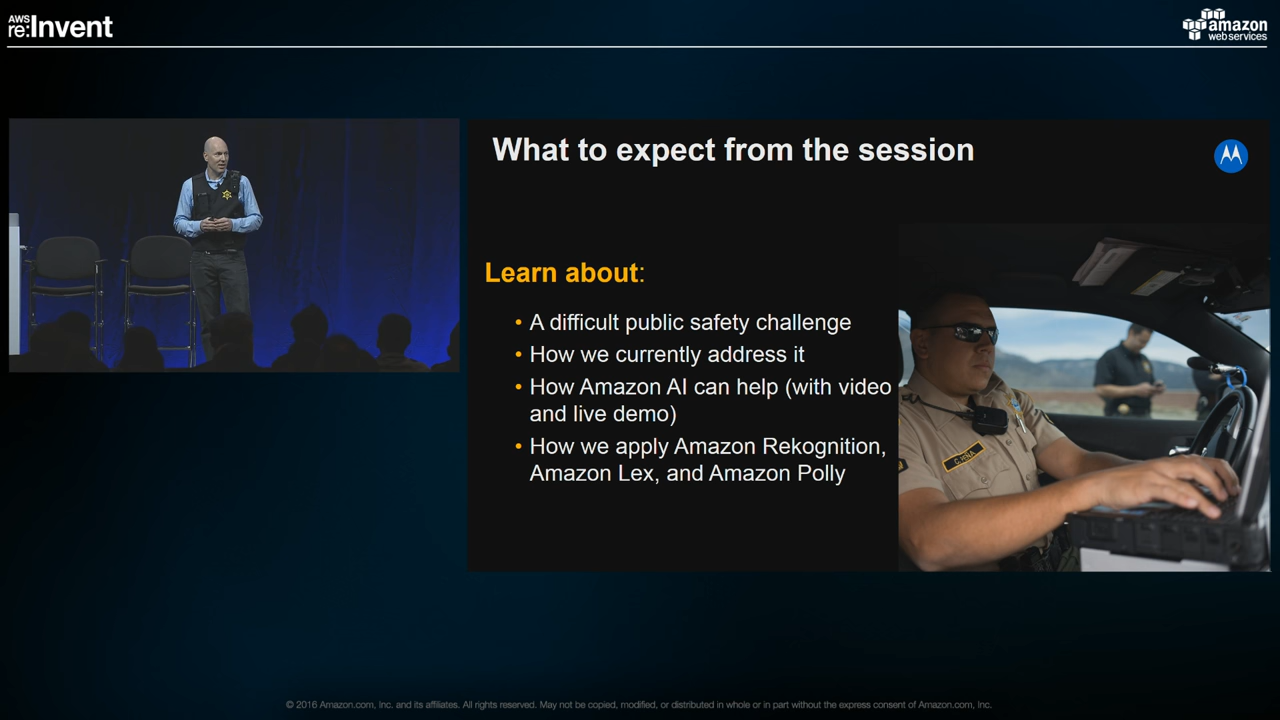 AWS
re:Invent
amazon
web services
What to expect from the session
Learn about:
• A difficult public safety challenge
• How we currently address it
• How Amazon AI can help (with video
and live demo)
• How we apply Amazon Rekognition,
Amazon Lex, and Amazon Polly
© 2016 Amazon.com, Inc. and its affiliates. All rights reserved. May not be copied, modified, or distributed in whole or in part without the express consent of Amazon.com, Inc.